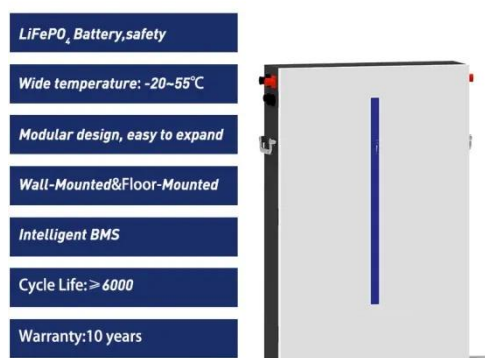 LiFePO₄ Battery,safety
Wide temperature: -20~55℃
Modular design, easy to expand
Wall-Mounted&Floor-Mounted
Intelligent BMS
Cycle Life:≥6000
Warranty:10 years